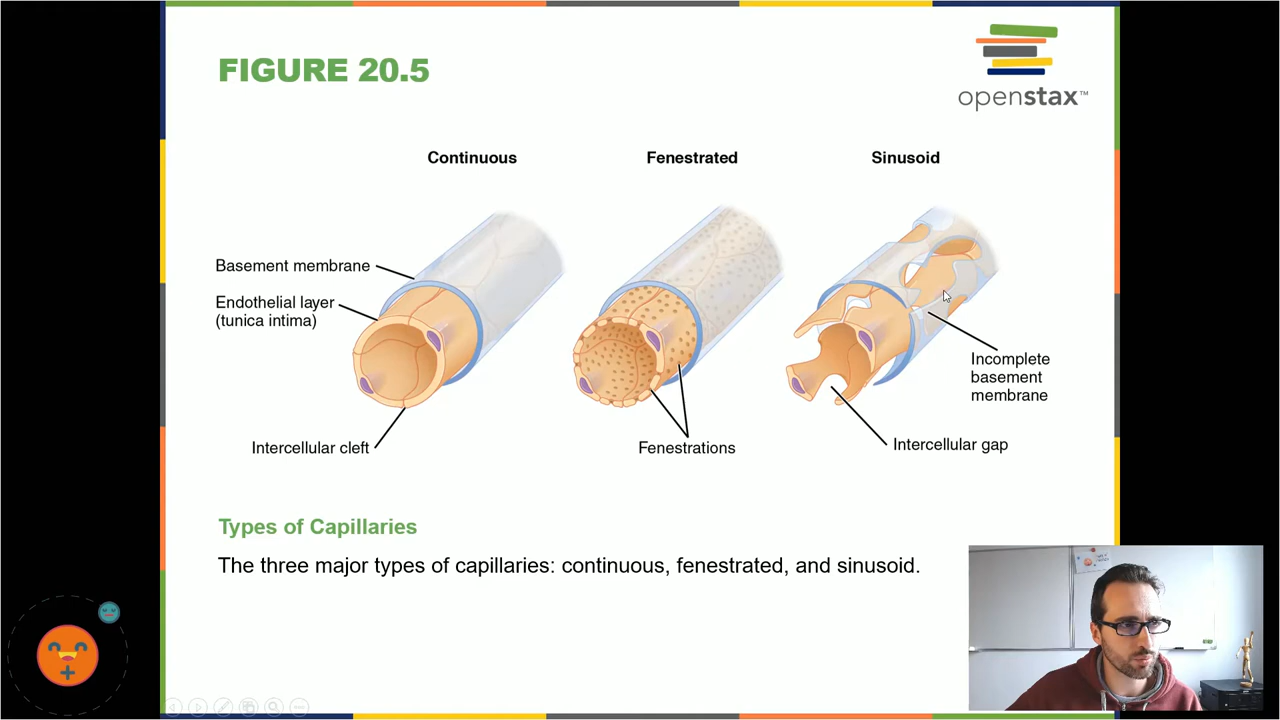 FIGURE 20.5
openstax™
Continuous
Fenestrated
Sinusoid
Basement membrane
Endothelial layer
(tunica intima)
Intercellular cleft
Fenestrations
Incomplete
basement
membrane
Intercellular gap
Types of Capillaries
The three major types of capillaries: continuous, fenestrated, and sinusoid.